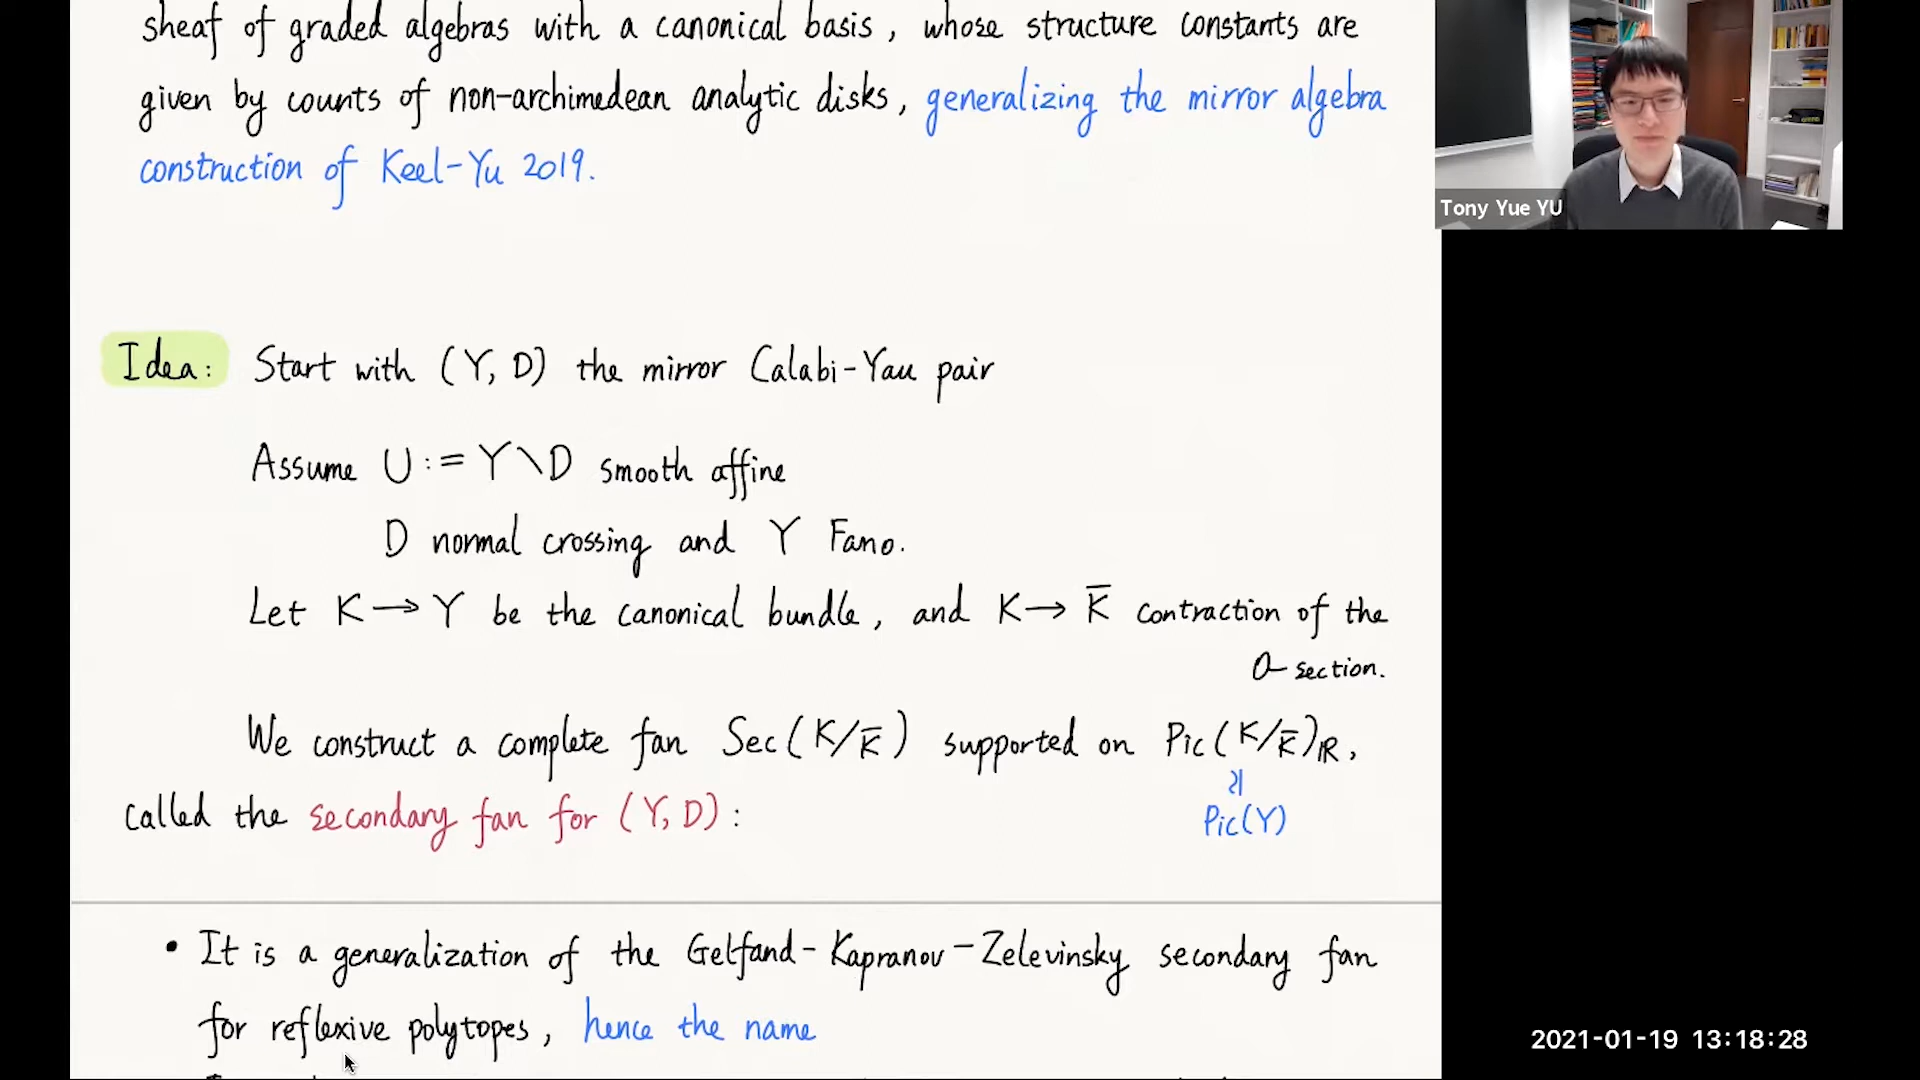 sheaf of graded algebras with a canonical basis, whose structure constants are
given by counts of non-archimedean analytic disks, generalizing the mirror algebra
construction of Keel-Yu 2019.
Tony Yue YU
Idea: Start with (Y, D) the mirror Calabi-Yau pair
Assume U := Y \ D smooth affine
D normal crossing and Y Fano.
Let K → Y be the canonical bundle, and K → K̅ contraction of the
0-section.
We construct a complete fan Sec(K/K̅) supported on Pic(K/K̅)ℝ,
≀|
Pic(Y)
called the secondary fan for (Y, D):
• It is a generalization of the Gelfand-Kapranov-Zelevinsky secondary fan
for reflexive polytopes, hence the name
2021-01-19 13:18:28